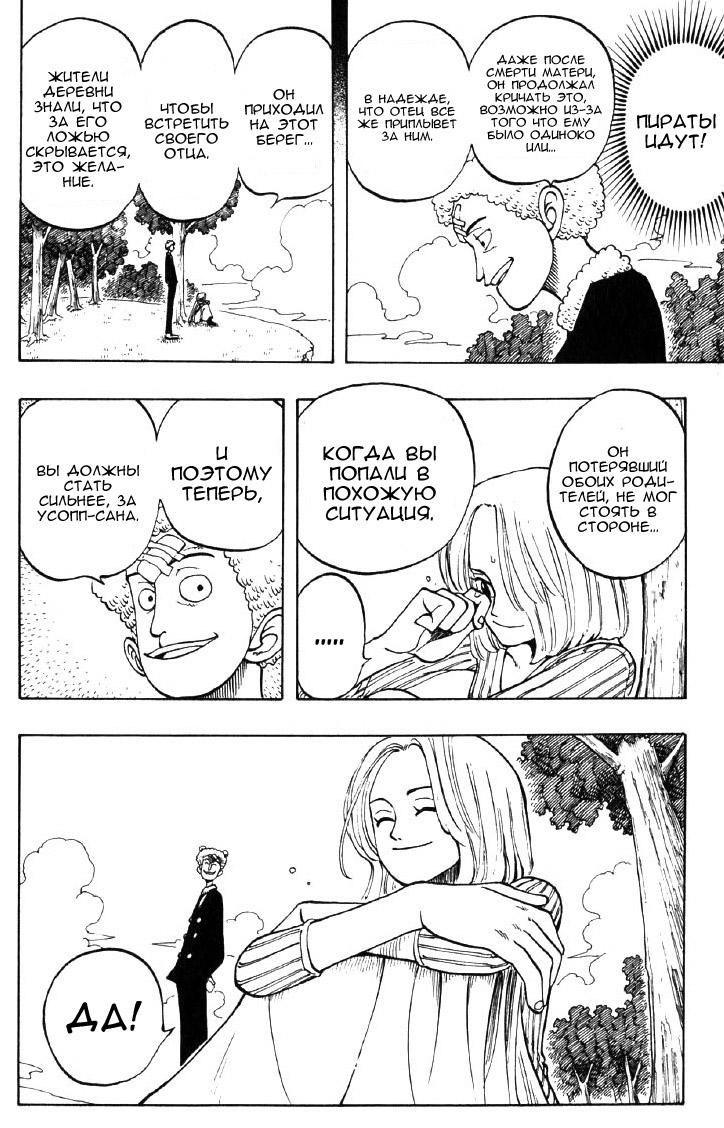 ПИРАТЫ
ИДУТ!
ДАЖЕ ПОСЛЕ
СМЕРТИ МАТЕРИ,
ОН ПРОДОЛЖАЛ
КРИЧАТЬ ЭТО,
ВОЗМОЖНО ИЗ-ЗА
ТОГО ЧТО ЕМУ
БЫЛО ОДИНОКО
ИЛИ...
В НАДЕЖДЕ,
ЧТО ОТЕЦ ВСЕ
ЖЕ ПРИПЛЫВЕТ
ЗА НИМ.
ОН
ПРИХОДИЛ
НА ЭТОТ
БЕРЕГ...
ЧТОБЫ
ВСТРЕТИТЬ
СВОЕГО
ОТЦА.
ЖИТЕЛИ
ДЕРЕВНИ
ЗНАЛИ, ЧТО
ЗА ЕГО
ЛОЖЬЮ
СКРЫВАЕТСЯ,
ЭТО ЖЕЛА-
НИЕ.
ОН
ПОТЕРЯВШИЙ
ОБОИХ РОДИ-
ТЕЛЕЙ, НЕ МОГ
СТОЯТЬ В
СТОРОНЕ...
КОГДА ВЫ
ПОПАЛИ В
ПОХОЖУЮ
СИТУАЦИЯ.
.....
И
ПОЭТОМУ
ТЕПЕРЬ,
ВЫ ДОЛЖНЫ
СТАТЬ
СИЛЬНЕЕ, ЗА
УСОПП-САНА.
ДА!